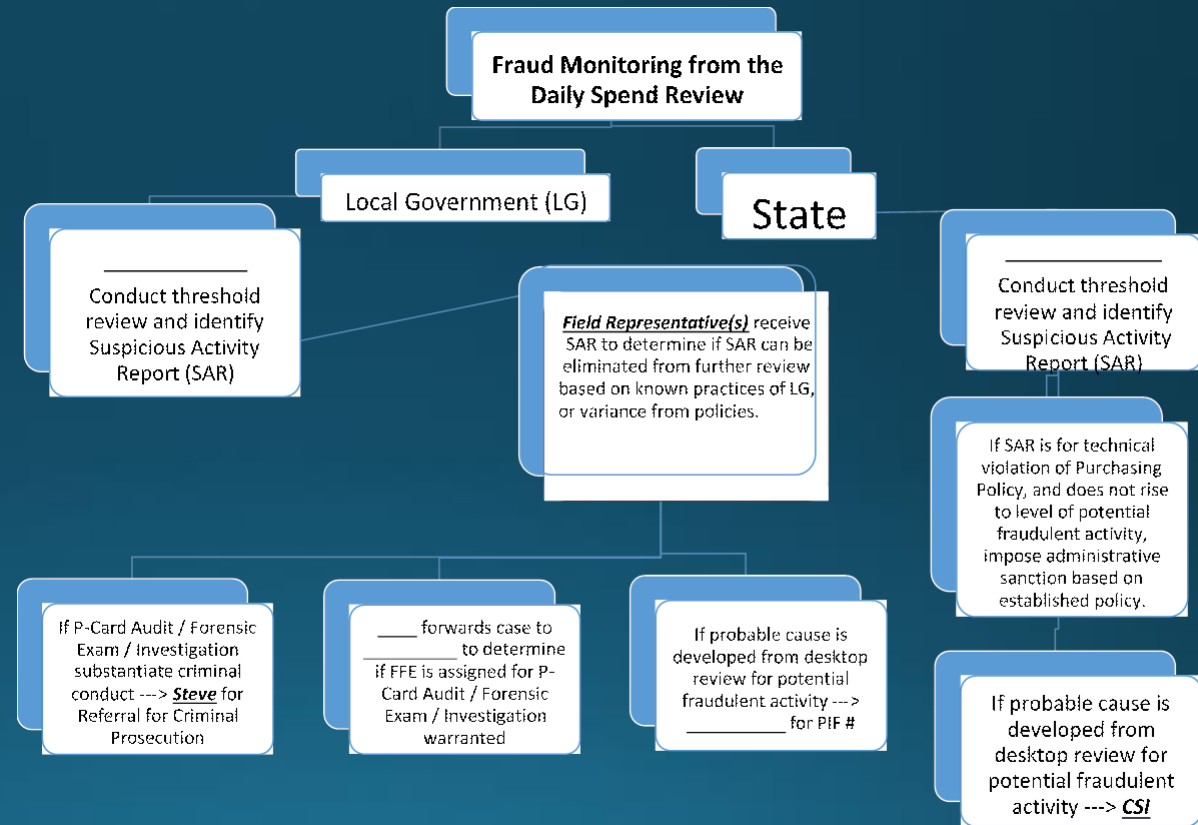 Fraud Monitoring from the
Daily Spend Review
Local Government (LG)
State
____________
Conduct threshold
review and identify
Suspicious Activity
Report (SAR)
Field Representative(s) receive
SAR to determine if SAR can be
eliminated from further review
based on known practices of LG,
or variance from policies.
____________
Conduct threshold
review and identify
Suspicious Activity
Report (SAR)
If SAR is for technical
violation of Purchasing
Policy, and does not rise
to level of potential
fraudulent activity,
impose administrative
sanction based on
established policy.
If P-Card Audit / Forensic
Exam / Investigation
substantiate criminal
conduct ---> Steve for
Referral for Criminal
Prosecution
____ forwards case to
___________ to determine
if FFE is assigned for P-
Card Audit / Forensic
Exam / Investigation
warranted
If probable cause is
developed from desktop
review for potential
fraudulent activity --->
____________ for PIF #
If probable cause is
developed from
desktop review for
potential fraudulent
activity ---> CSI